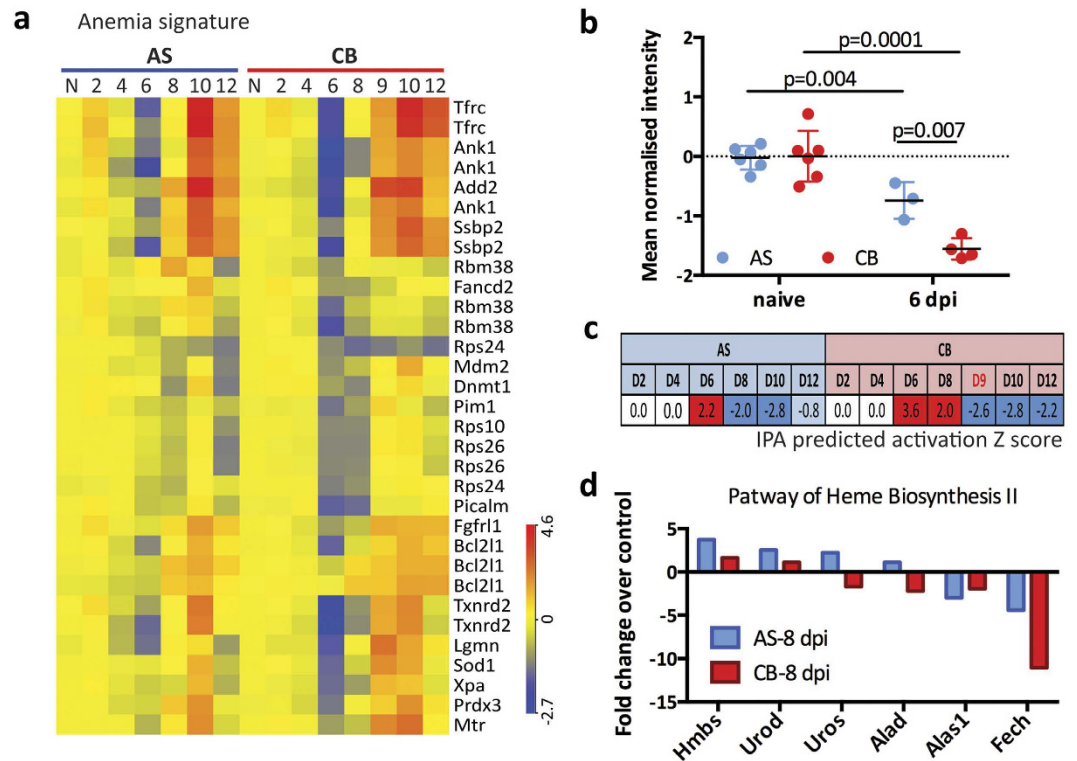 a
Anemia signature
AS CB
N 2 4 6 8 10 12 N 2 4 6 8 9 10 12
Tfrc
Tfrc
Ank1
Ank1
Add2
Ank1
Ssbp2
Ssbp2
Rbm38
Fancd2
Rbm38
Rbm38
Rps24
Mdm2
Dnmt1
Pim1
Rps10
Rps26
Rps26
Rps24
Picalm
Fgfrl1
Bcl2l1
Bcl2l1
Bcl2l1
Txnrd2
Txnrd2
Lgmn
Sod1
Xpa
Prdx3
Mtr
4.6
0
-2.7
b
Mean normalised intensity
2
1
0
-1
-2
p=0.0001
p=0.004
p=0.007
AS CB
naive 6 dpi
c
AS CB
D2 D4 D6 D8 D10 D12 D2 D4 D6 D8 D9 D10 D12
0.0 0.0 2.2 -2.0 -2.8 -0.8 0.0 0.0 3.6 2.0 -2.6 -2.8 -2.2
IPA predicted activation Z score
d
Patway of Heme Biosynthesis II
Fold change over control
5
0
-5
-10
-15
AS-8 dpi
CB-8 dpi
Hmbs Urod Uros Alad Alas1 Fech